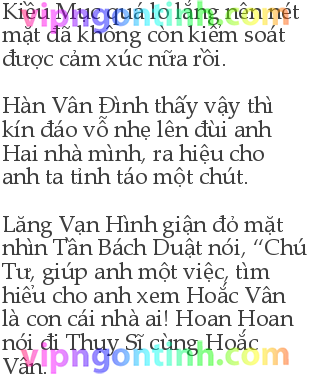 Kiều Mục quá lo lắng nên nét
mặt đã không còn kiểm soát
được cảm xúc nữa rồi.
Hàn Vân Đình thấy vậy thì
kín đáo vỗ nhẹ lên đùi anh
Hai nhà mình, ra hiệu cho
anh ta tỉnh táo một chút.
Lăng Vạn Hình giận đỏ mặt
nhìn Tần Bách Duật nói, “Chú
Tư, giúp anh một việc, tìm
hiểu cho anh xem Hoắc Vân
là con cái nhà ai! Hoan Hoan
nói đi Thụy Sĩ cùng Hoắc
Vân.
vipngontinh.com
vipngontinh.com